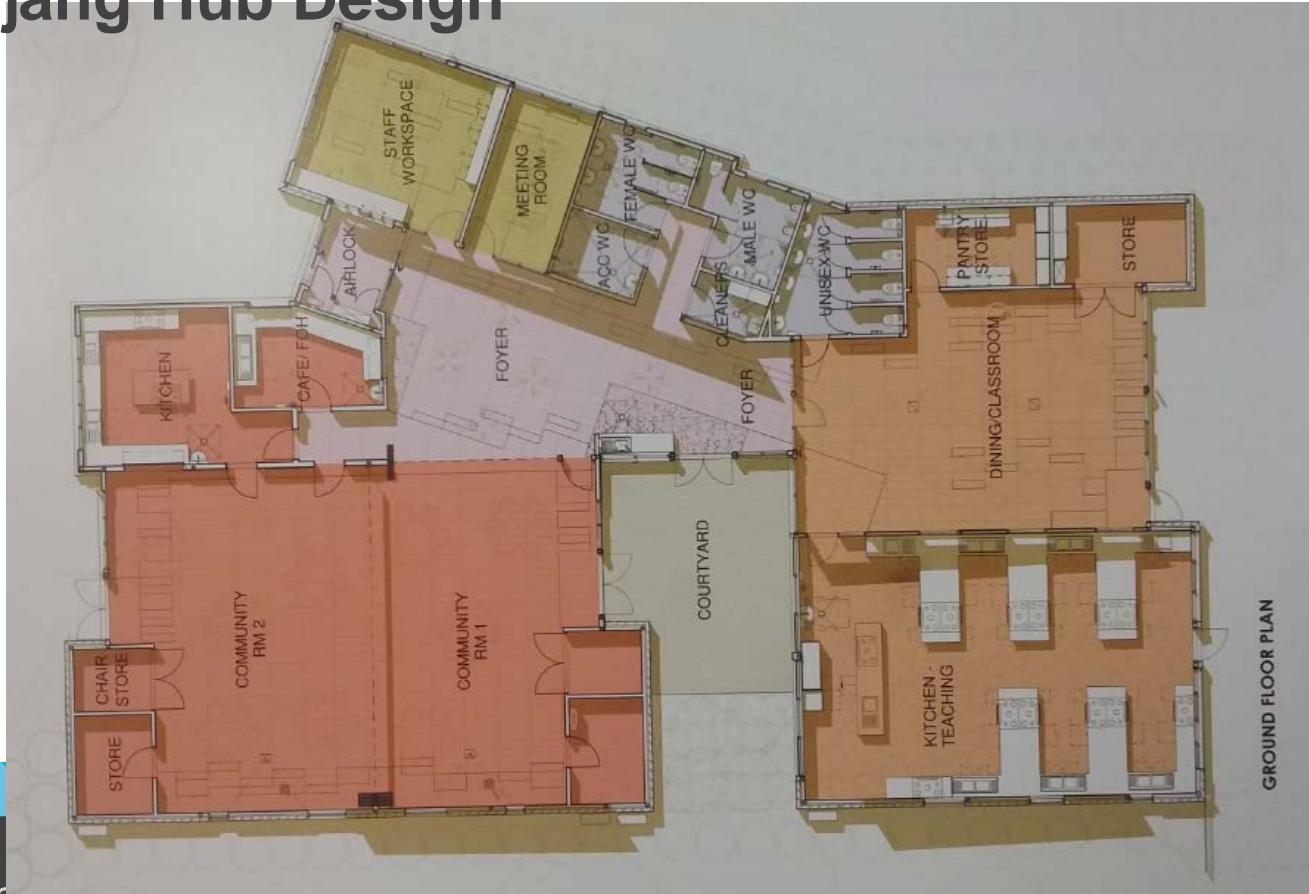 jang Hub Design
STAFF
WORKSPACE
MEETING
ROOM
FEMALE WC
ACC WC
MALE WC
CLEANERS
UNISEX WC
PANTRY
STORE
STORE
AIRLOCK
KITCHEN
CAFE/ FOH
FOYER
FOYER
DINING/CLASSROOM
COMMUNITY
RM 2
COMMUNITY
RM 1
COURTYARD
CHAIR
STORE
STORE
KITCHEN -
TEACHING
GROUND FLOOR PLAN